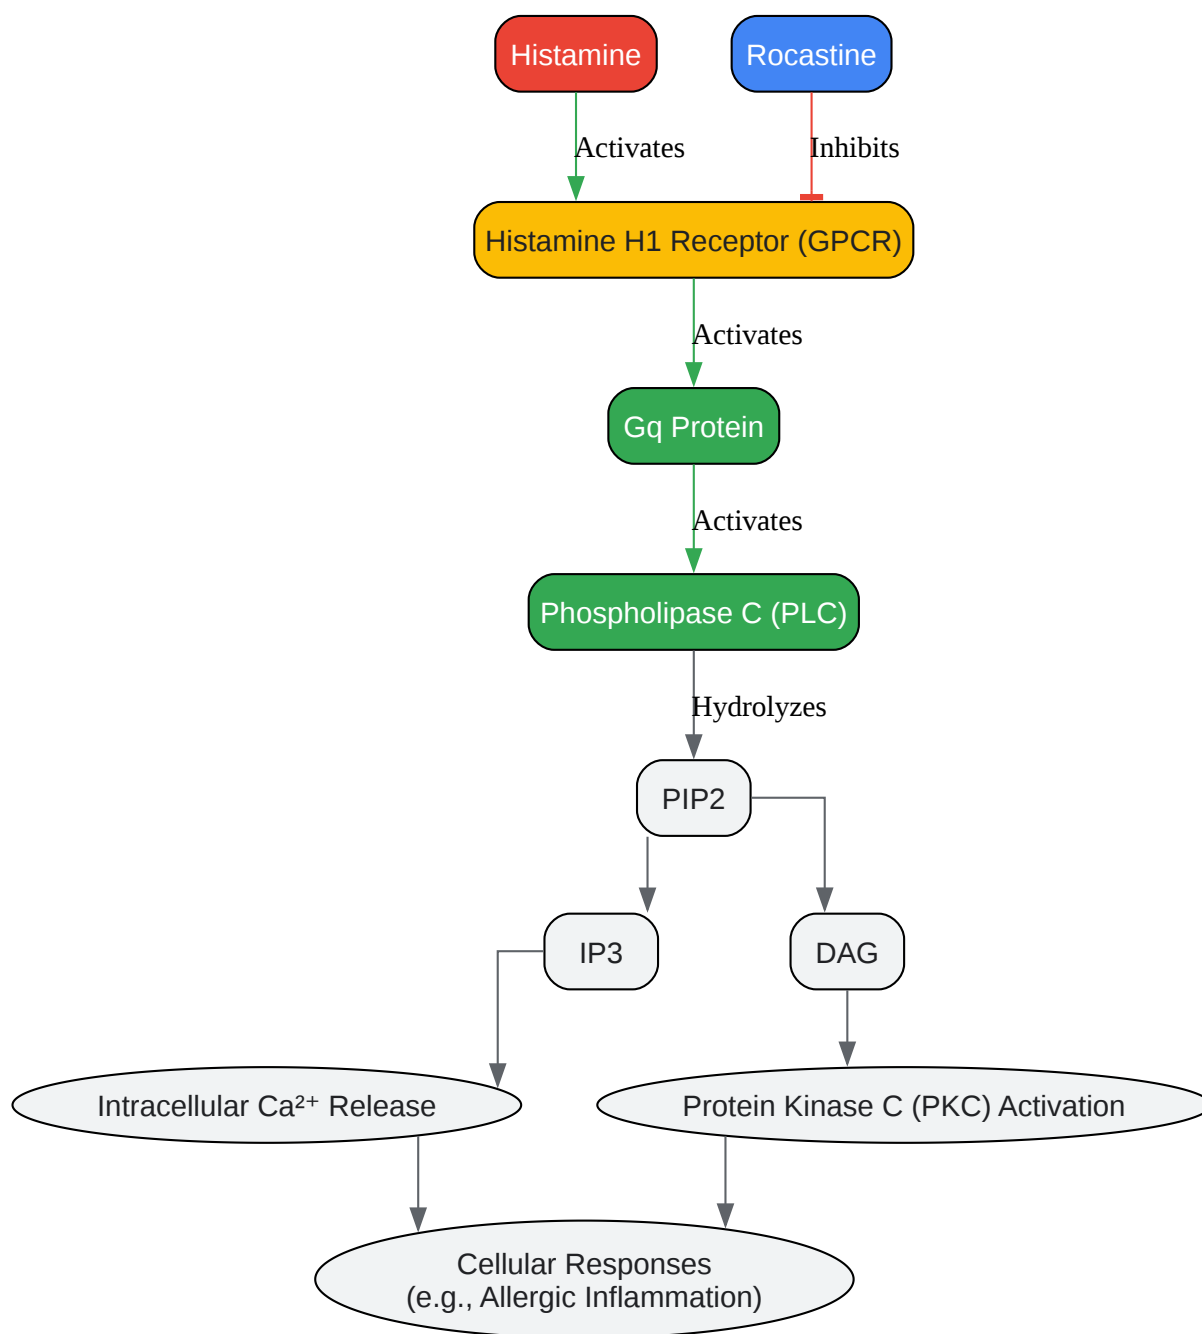 Histamine
Rocastine
Activates
Inhibits
Histamine H1 Receptor (GPCR)
Activates
Gq Protein
Activates
Phospholipase C (PLC)
Hydrolyzes
PIP2
IP3
DAG
Intracellular Ca²⁺ Release
Protein Kinase C (PKC) Activation
Cellular Responses
(e.g., Allergic Inflammation)